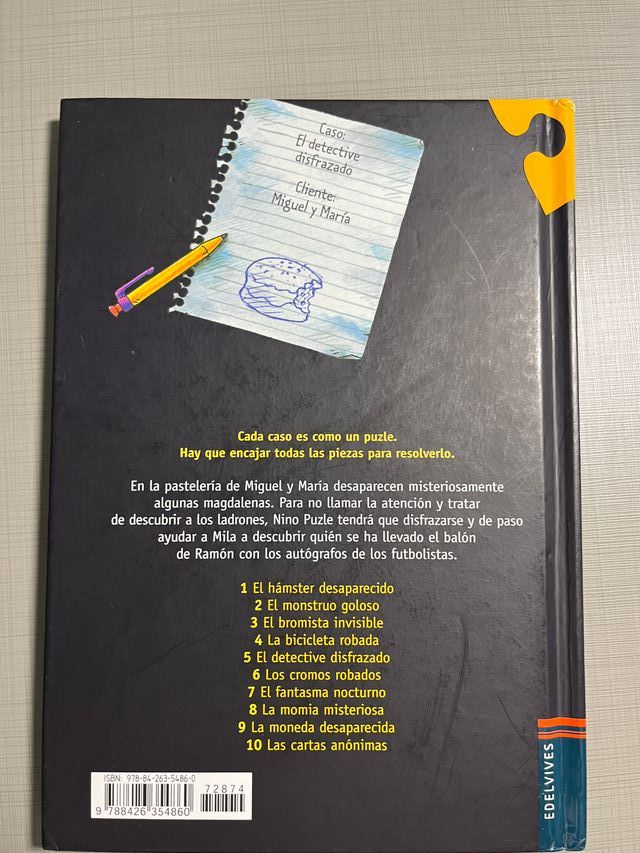 Caso:
El detective
disfrazado
Cliente:
Miguel y María
Cada caso es como un puzle.
Hay que encajar todas las piezas para resolverlo.
En la pastelería de Miguel y María desaparecen misteriosamente
algunas magdalenas. Para no llamar la atención y tratar
de descubrir a los ladrones, Nino Puzle tendrá que disfrazarse y de paso
ayudar a Mila a descubrir quién se ha llevado el balón
de Ramón con los autógrafos de los futbolistas.
1 El hámster desaparecido
2 El monstruo goloso
3 El bromista invisible
4 La bicicleta robada
5 El detective disfrazado
6 Los cromos robados
7 El fantasma nocturno
8 La momia misteriosa
9 La moneda desaparecida
10 Las cartas anónimas
ISBN: 978-84-263-5486-0
72874
9 788426 354860
EDELVIVES